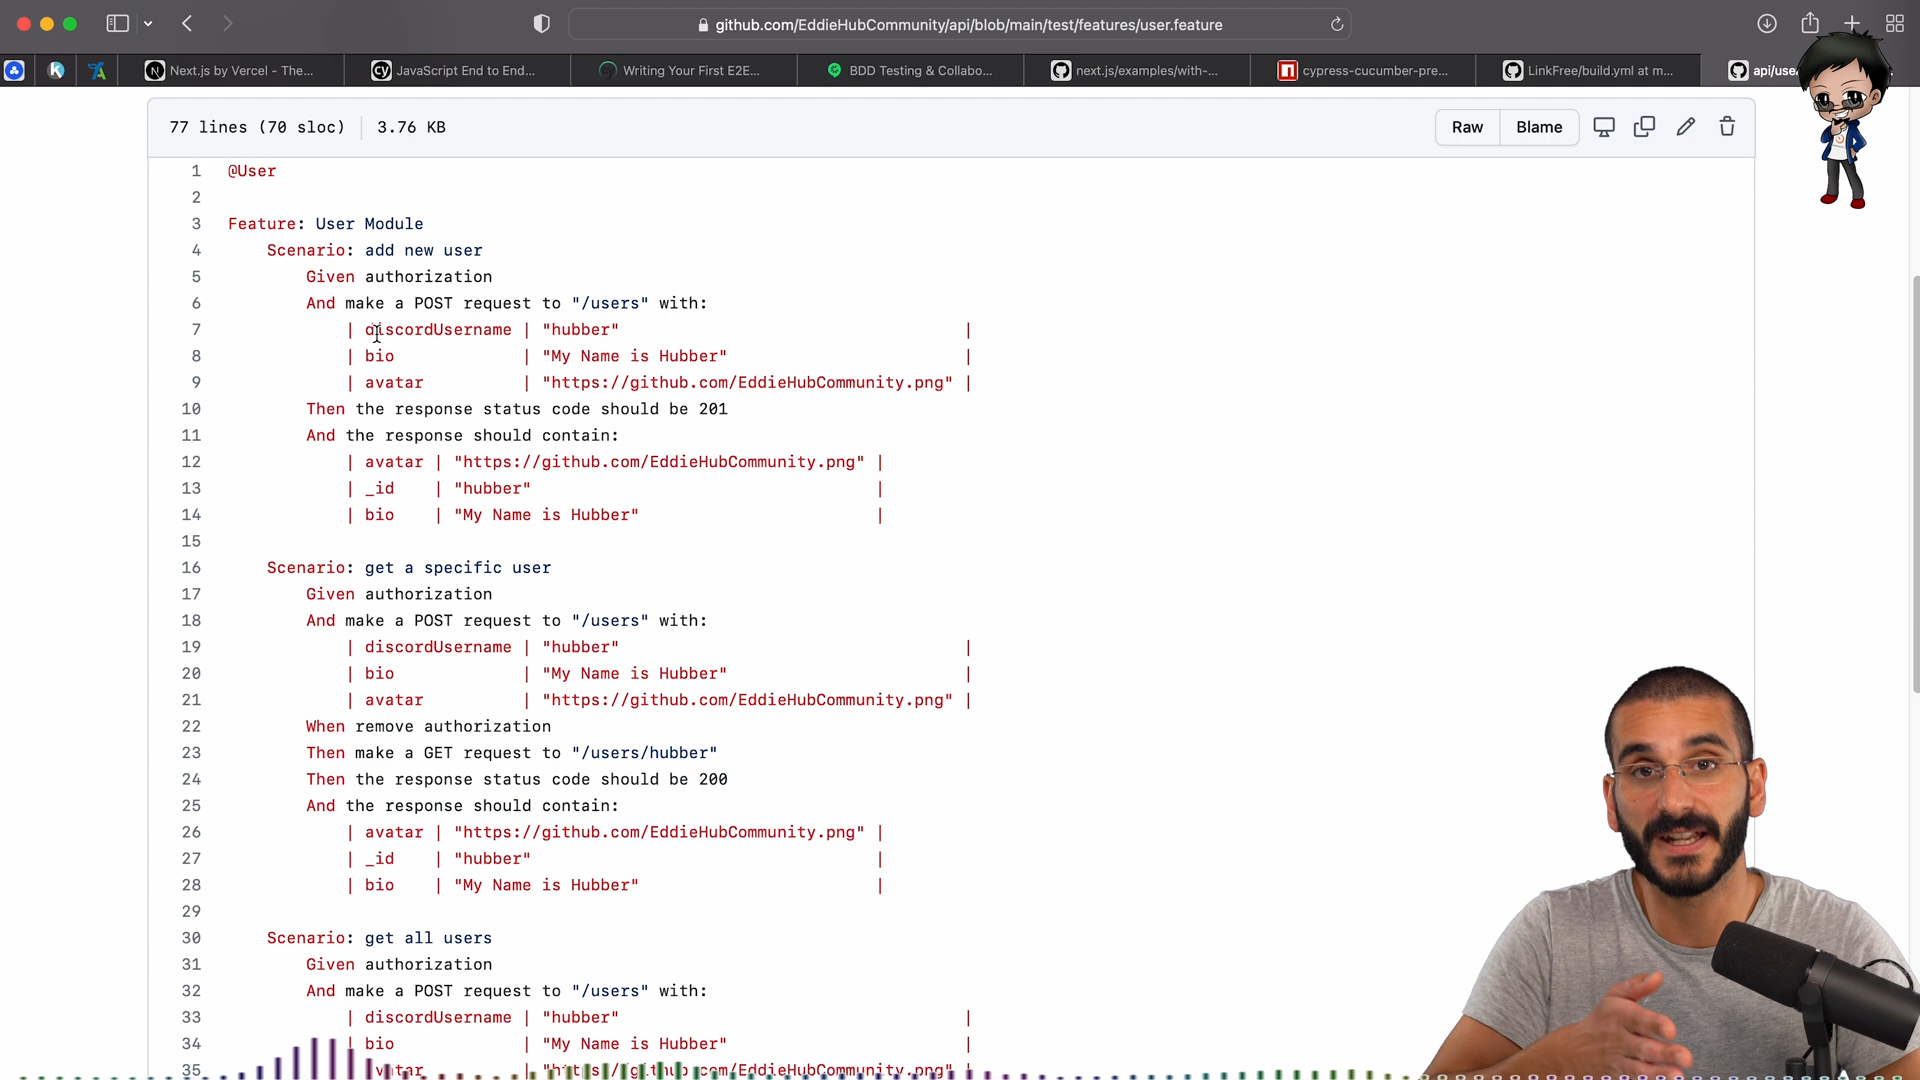 github.com/EddieHubCommunity/api/blob/main/test/features/user.feature
Next.js by Vercel - The...
JavaScript End to End...
Writing Your First E2E...
BDD Testing & Collabo...
next.js/examples/with-...
cypress-cucumber-pre...
LinkFree/build.yml at m...
77 lines (70 sloc) 3.76 KB
Raw Blame
1 @User
2
3 Feature: User Module
4 Scenario: add new user
5 Given authorization
6 And make a POST request to "/users" with:
7 | discordUsername | "hubber" |
8 | bio | "My Name is Hubber" |
9 | avatar | "https://github.com/EddieHubCommunity.png" |
10 Then the response status code should be 201
11 And the response should contain:
12 | avatar | "https://github.com/EddieHubCommunity.png" |
13 | _id | "hubber" |
14 | bio | "My Name is Hubber" |
15
16 Scenario: get a specific user
17 Given authorization
18 And make a POST request to "/users" with:
19 | discordUsername | "hubber" |
20 | bio | "My Name is Hubber" |
21 | avatar | "https://github.com/EddieHubCommunity.png" |
22 When remove authorization
23 Then make a GET request to "/users/hubber"
24 Then the response status code should be 200
25 And the response should contain:
26 | avatar | "https://github.com/EddieHubCommunity.png" |
27 | _id | "hubber" |
28 | bio | "My Name is Hubber" |
29
30 Scenario: get all users
31 Given authorization
32 And make a POST request to "/users" with:
33 | discordUsername | "hubber" |
34 | bio | "My Name is Hubber" |
35 | avatar | "https://github.com/EddieHubCommunity.png" |